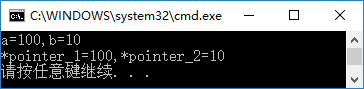 C:\WINDOWS\system32\cmd.exe
a=100,b=10
*pointer_1=100,*pointer_2=10
请按任意键继续. . .